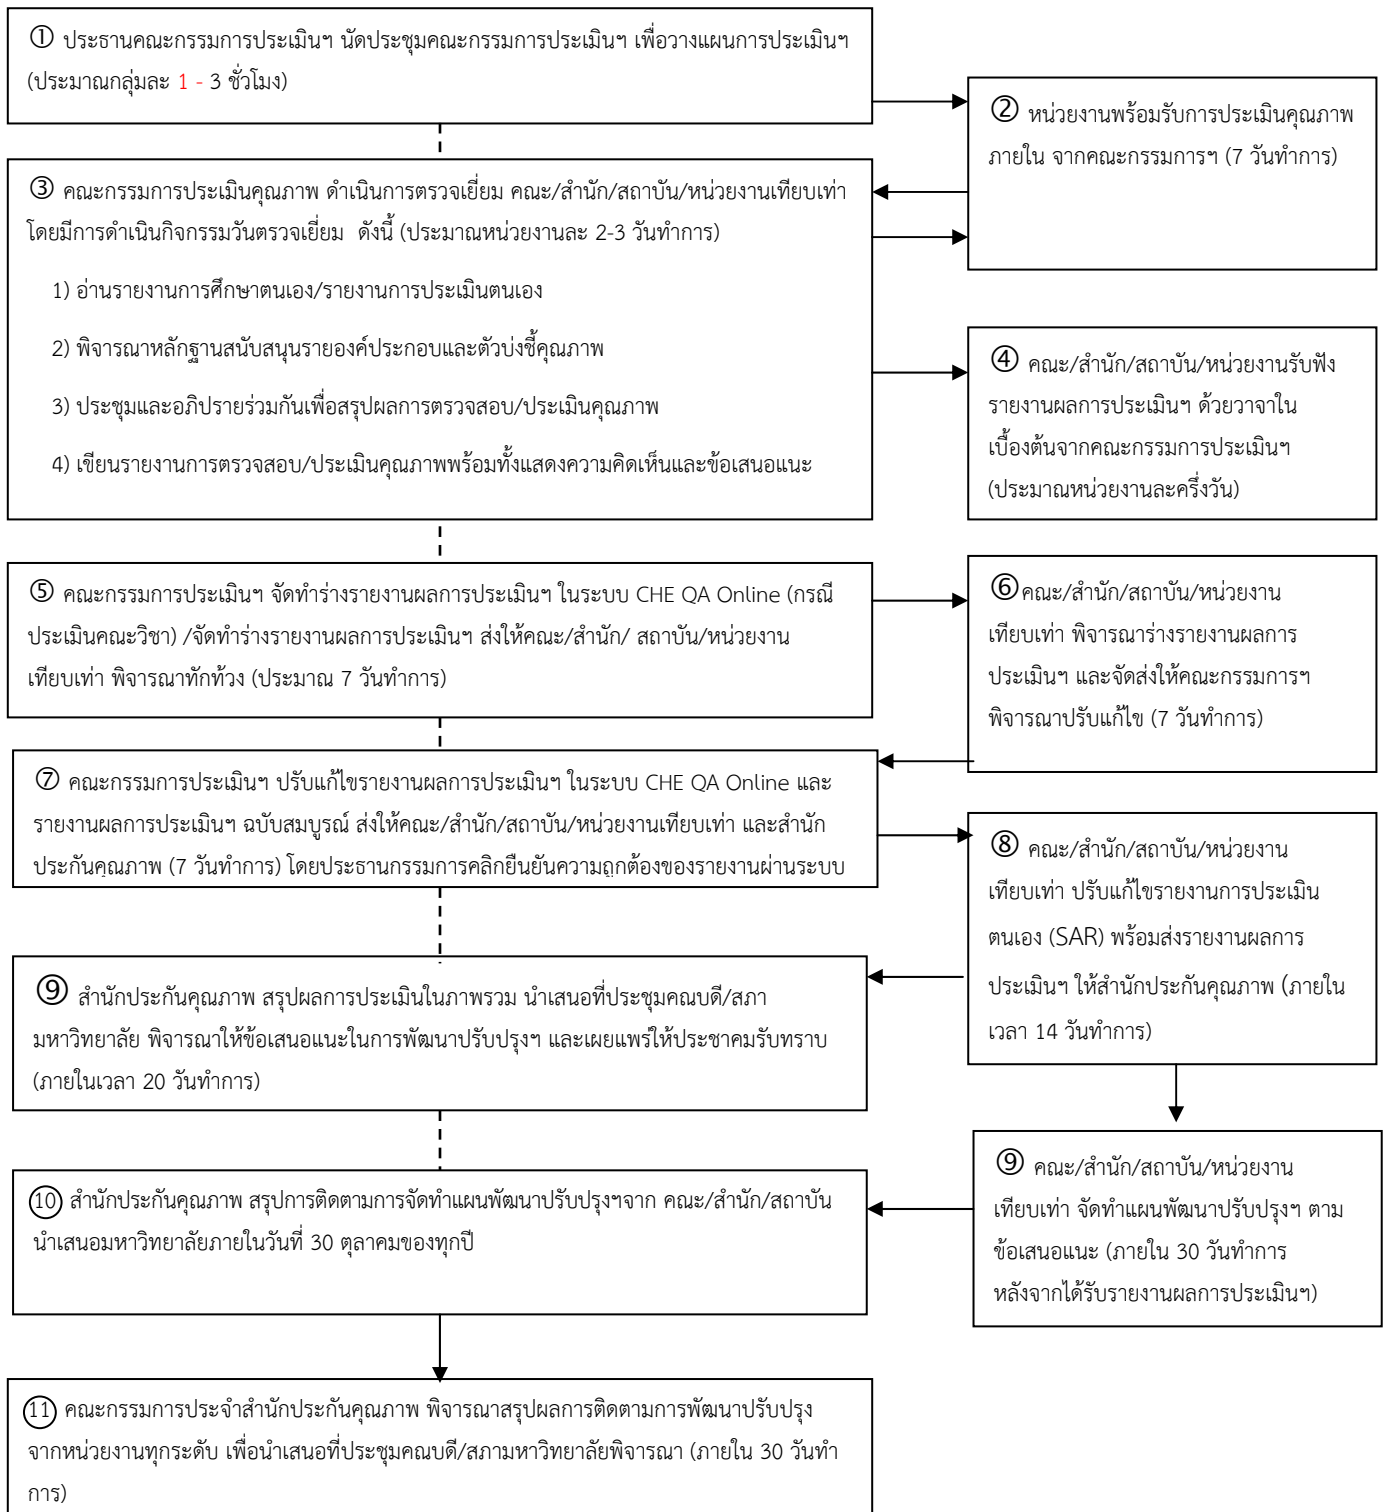 ① ประธานคณะกรรมการประเมินฯ นัดประชุมคณะกรรมการประเมินฯ เพื่อวางแผนการประเมินฯ
(ประมาณกลุ่มละ 1 - 3 ชั่วโมง)
② หน่วยงานพร้อมรับการประเมินคุณภาพ
ภายใน จากคณะกรรมการฯ (7 วันทำการ)
③ คณะกรรมการประเมินคุณภาพ ดำเนินการตรวจเยี่ยม คณะ/สำนัก/สถาบัน/หน่วยงานเทียบเท่า
โดยมีการดำเนินกิจกรรมวันตรวจเยี่ยม ดังนี้ (ประมาณหน่วยงานละ 2-3 วันทำการ)
1) อ่านรายงานการศึกษาตนเอง/รายงานการประเมินตนเอง
2) พิจารณาหลักฐานสนับสนุนรายองค์ประกอบและตัวบ่งชี้คุณภาพ
3) ประชุมและอภิปรายร่วมกันเพื่อสรุปผลการตรวจสอบ/ประเมินคุณภาพ
4) เขียนรายงานการตรวจสอบ/ประเมินคุณภาพพร้อมทั้งแสดงความคิดเห็นและข้อเสนอแนะ
④ คณะ/สำนัก/สถาบัน/หน่วยงานรับฟัง
รายงานผลการประเมินฯ ด้วยวาจาใน
เบื้องต้นจากคณะกรรมการประเมินฯ
(ประมาณหน่วยงานละครึ่งวัน)
⑤ คณะกรรมการประเมินฯ จัดทำร่างรายงานผลการประเมินฯ ในระบบ CHE QA Online (กรณี
ประเมินคณะวิชา) /จัดทำร่างรายงานผลการประเมินฯ ส่งให้คณะ/สำนัก/ สถาบัน/หน่วยงาน
เทียบเท่า พิจารณาทักท้วง (ประมาณ 7 วันทำการ)
⑥คณะ/สำนัก/สถาบัน/หน่วยงาน
เทียบเท่า พิจารณาร่างรายงานผลการ
ประเมินฯ และจัดส่งให้คณะกรรมการฯ
พิจารณาปรับแก้ไข (7 วันทำการ)
⑦ คณะกรรมการประเมินฯ ปรับแก้ไขรายงานผลการประเมินฯ ในระบบ CHE QA Online และ
รายงานผลการประเมินฯ ฉบับสมบูรณ์ ส่งให้คณะ/สำนัก/สถาบัน/หน่วยงานเทียบเท่า และสำนัก
ประกันคุณภาพ (7 วันทำการ) โดยประธานกรรมการคลิกยืนยันความถูกต้องของรายงานผ่านระบบ
⑧ คณะ/สำนัก/สถาบัน/หน่วยงาน
เทียบเท่า ปรับแก้ไขรายงานการประเมิน
ตนเอง (SAR) พร้อมส่งรายงานผลการ
ประเมินฯ ให้สำนักประกันคุณภาพ (ภายใน
เวลา 14 วันทำการ)
⑨ สำนักประกันคุณภาพ สรุปผลการประเมินในภาพรวม นำเสนอที่ประชุมคณบดี/สภา
มหาวิทยาลัย พิจารณาให้ข้อเสนอแนะในการพัฒนาปรับปรุงฯ และเผยแพร่ให้ประชาคมรับทราบ
(ภายในเวลา 20 วันทำการ)
⑨ คณะ/สำนัก/สถาบัน/หน่วยงาน
เทียบเท่า จัดทำแผนพัฒนาปรับปรุงฯ ตาม
ข้อเสนอแนะ (ภายใน 30 วันทำการ
หลังจากได้รับรายงานผลการประเมินฯ)
⑩ สำนักประกันคุณภาพ สรุปการติดตามการจัดทำแผนพัฒนาปรับปรุงฯจาก คณะ/สำนัก/สถาบัน
นำเสนอมหาวิทยาลัยภายในวันที่ 30 ตุลาคมของทุกปี
⑪ คณะกรรมการประจำสำนักประกันคุณภาพ พิจารณาสรุปผลการติดตามการพัฒนาปรับปรุง
จากหน่วยงานทุกระดับ เพื่อนำเสนอที่ประชุมคณบดี/สภามหาวิทยาลัยพิจารณา (ภายใน 30 วันทำ
การ)